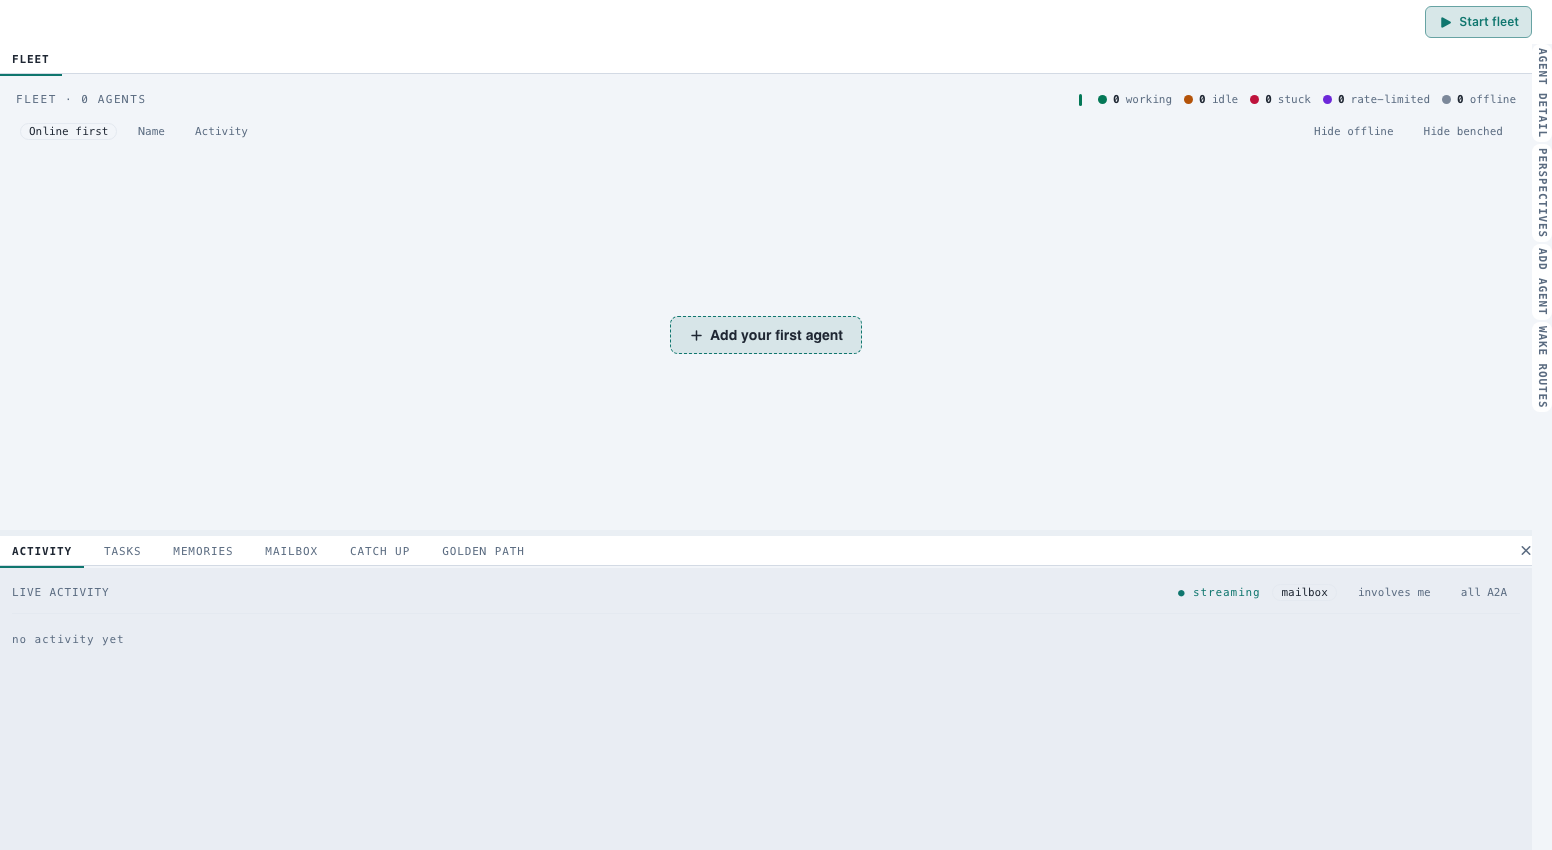 Start fleet
FLEET
FLEET · 0 AGENTS
0 working 0 idle 0 stuck 0 rate-limited 0 offline
Online first Name Activity
Hide offline Hide benched
AGENT DETAIL
PERSPECTIVES
ADD AGENT
WAKE ROUTES
+ Add your first agent
ACTIVITY TASKS MEMORIES MAILBOX CATCH UP GOLDEN PATH
LIVE ACTIVITY
streaming mailbox involves me all A2A
no activity yet